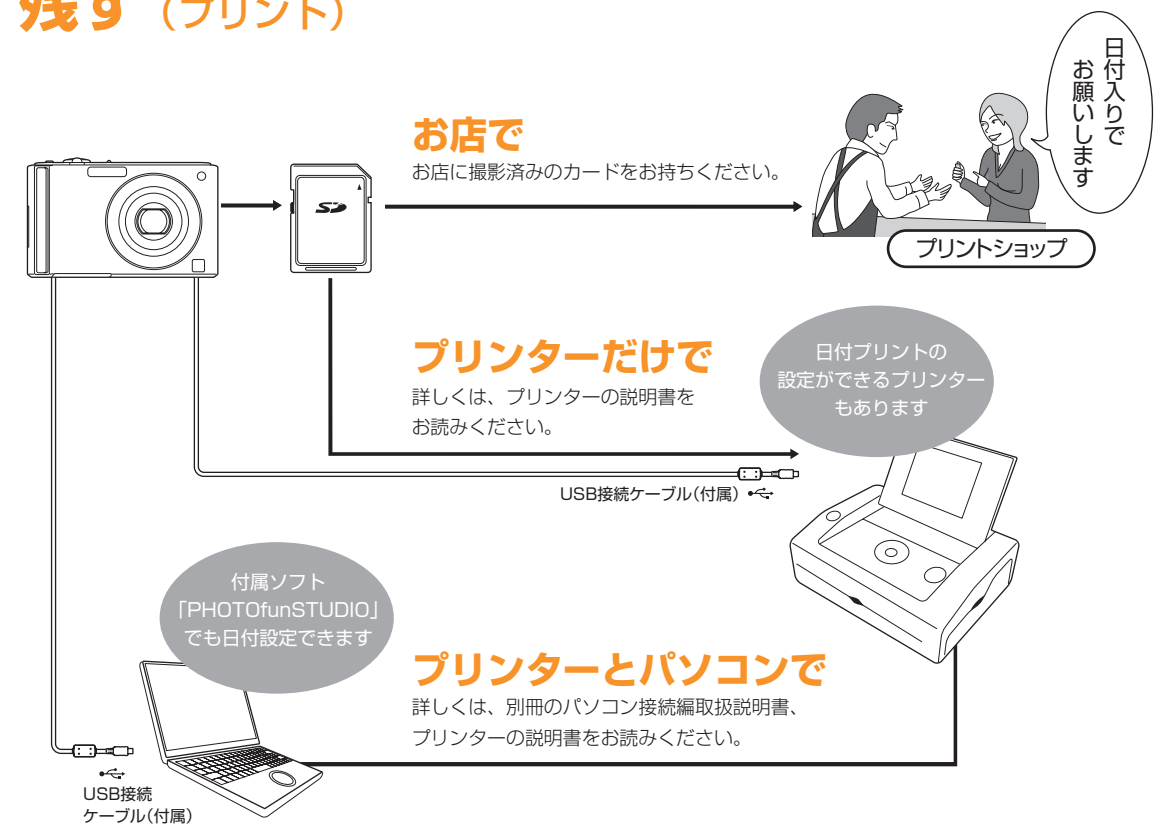 残す（プリント）
日付入りで
お願いします
お店で
お店に撮影済みのカードをお持ちください。
SD
プリントショップ
プリンターだけで
詳しくは、プリンターの説明書を
お読みください。
日付プリントの
設定ができるプリンター
もあります
USB接続ケーブル（付属）
付属ソフト
「PHOTOfunSTUDIO」
でも日付設定できます
プリンターとパソコンで
詳しくは、別冊のパソコン接続編取扱説明書、
プリンターの説明書をお読みください。
USB接続
ケーブル（付属）